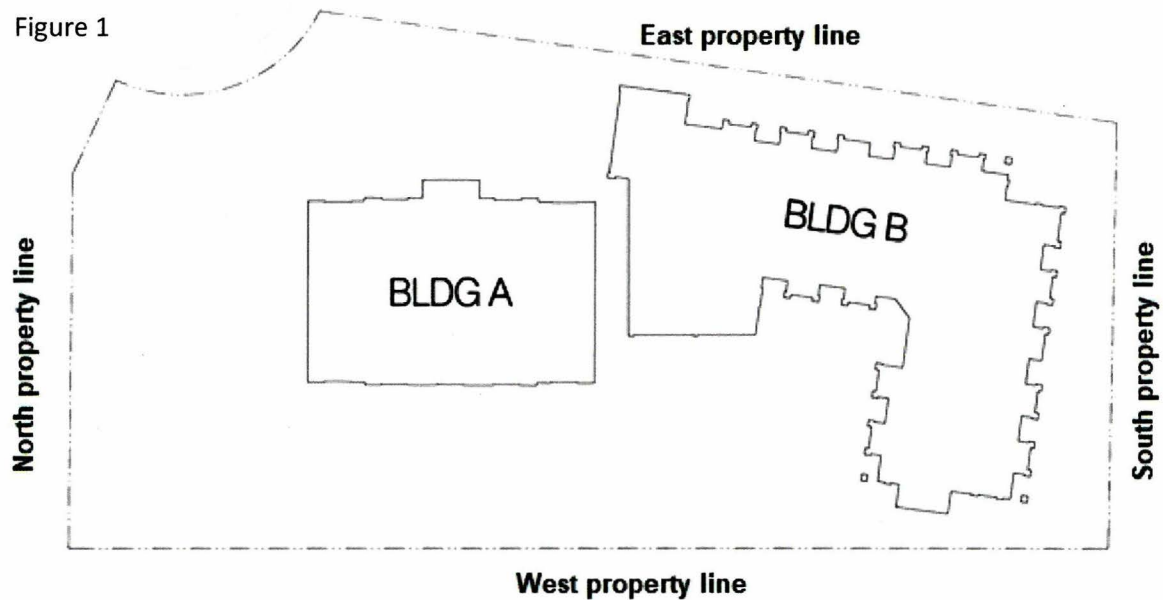 Figure 1
East property line
BLDG B
BLDG A
North property line
South property line
West property line